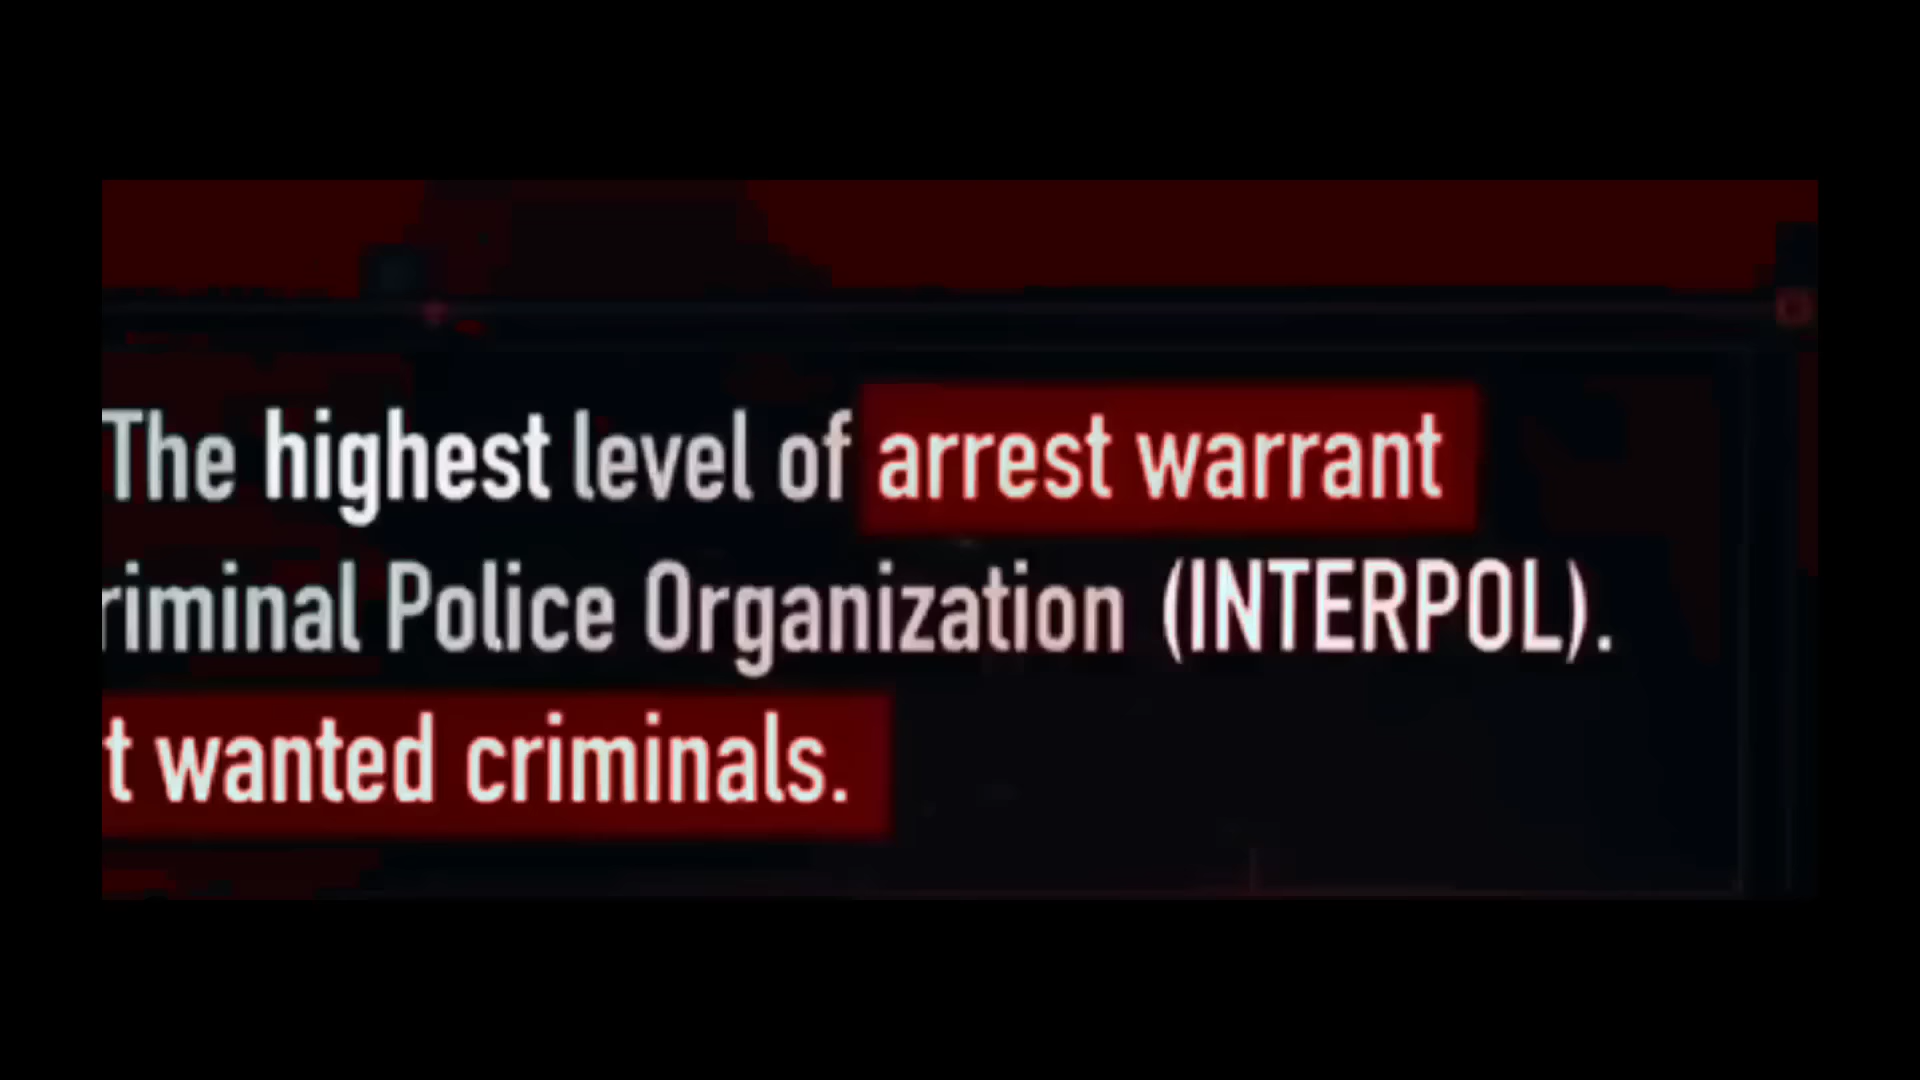 The highest level of arrest warrant
riminal Police Organization (INTERPOL).
t wanted criminals.